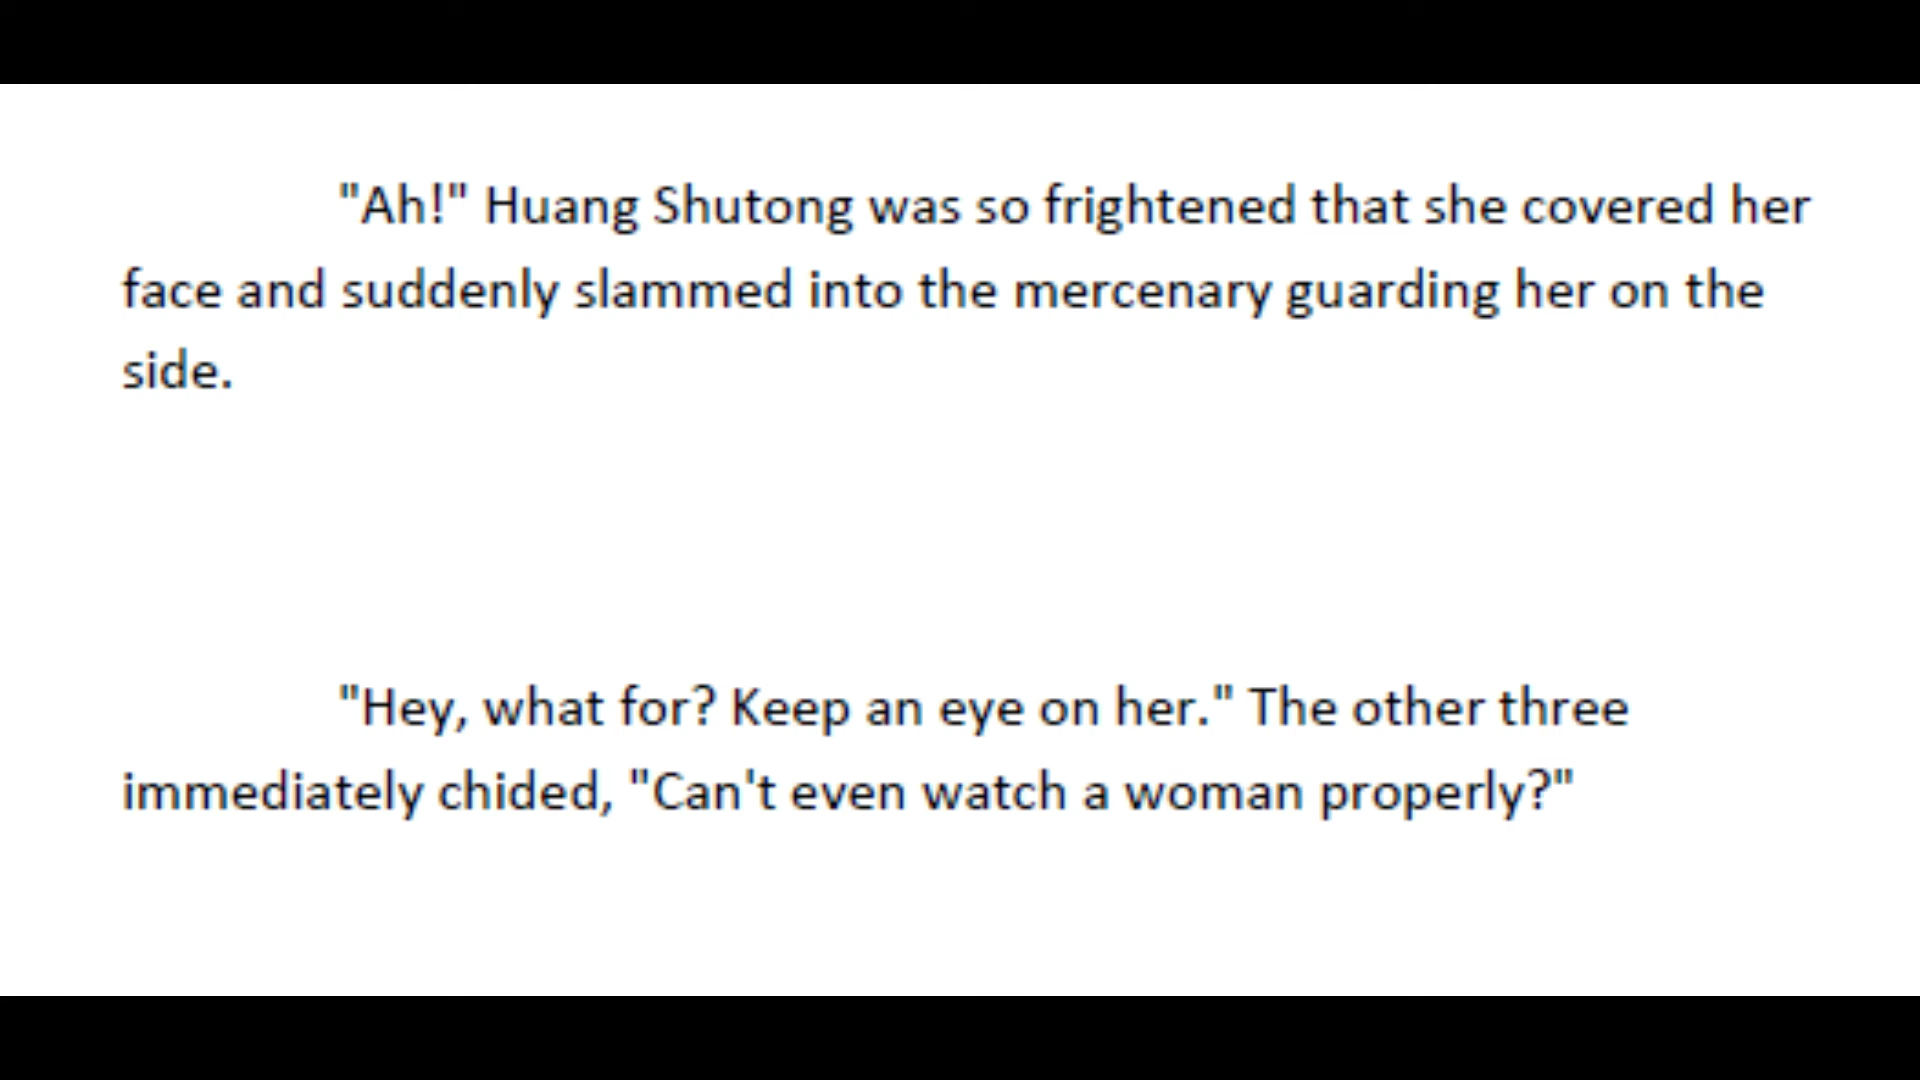 "Ah!" Huang Shutong was so frightened that she covered her
face and suddenly slammed into the mercenary guarding her on the
side.
"Hey, what for? Keep an eye on her." The other three
immediately chided, "Can't even watch a woman properly?"